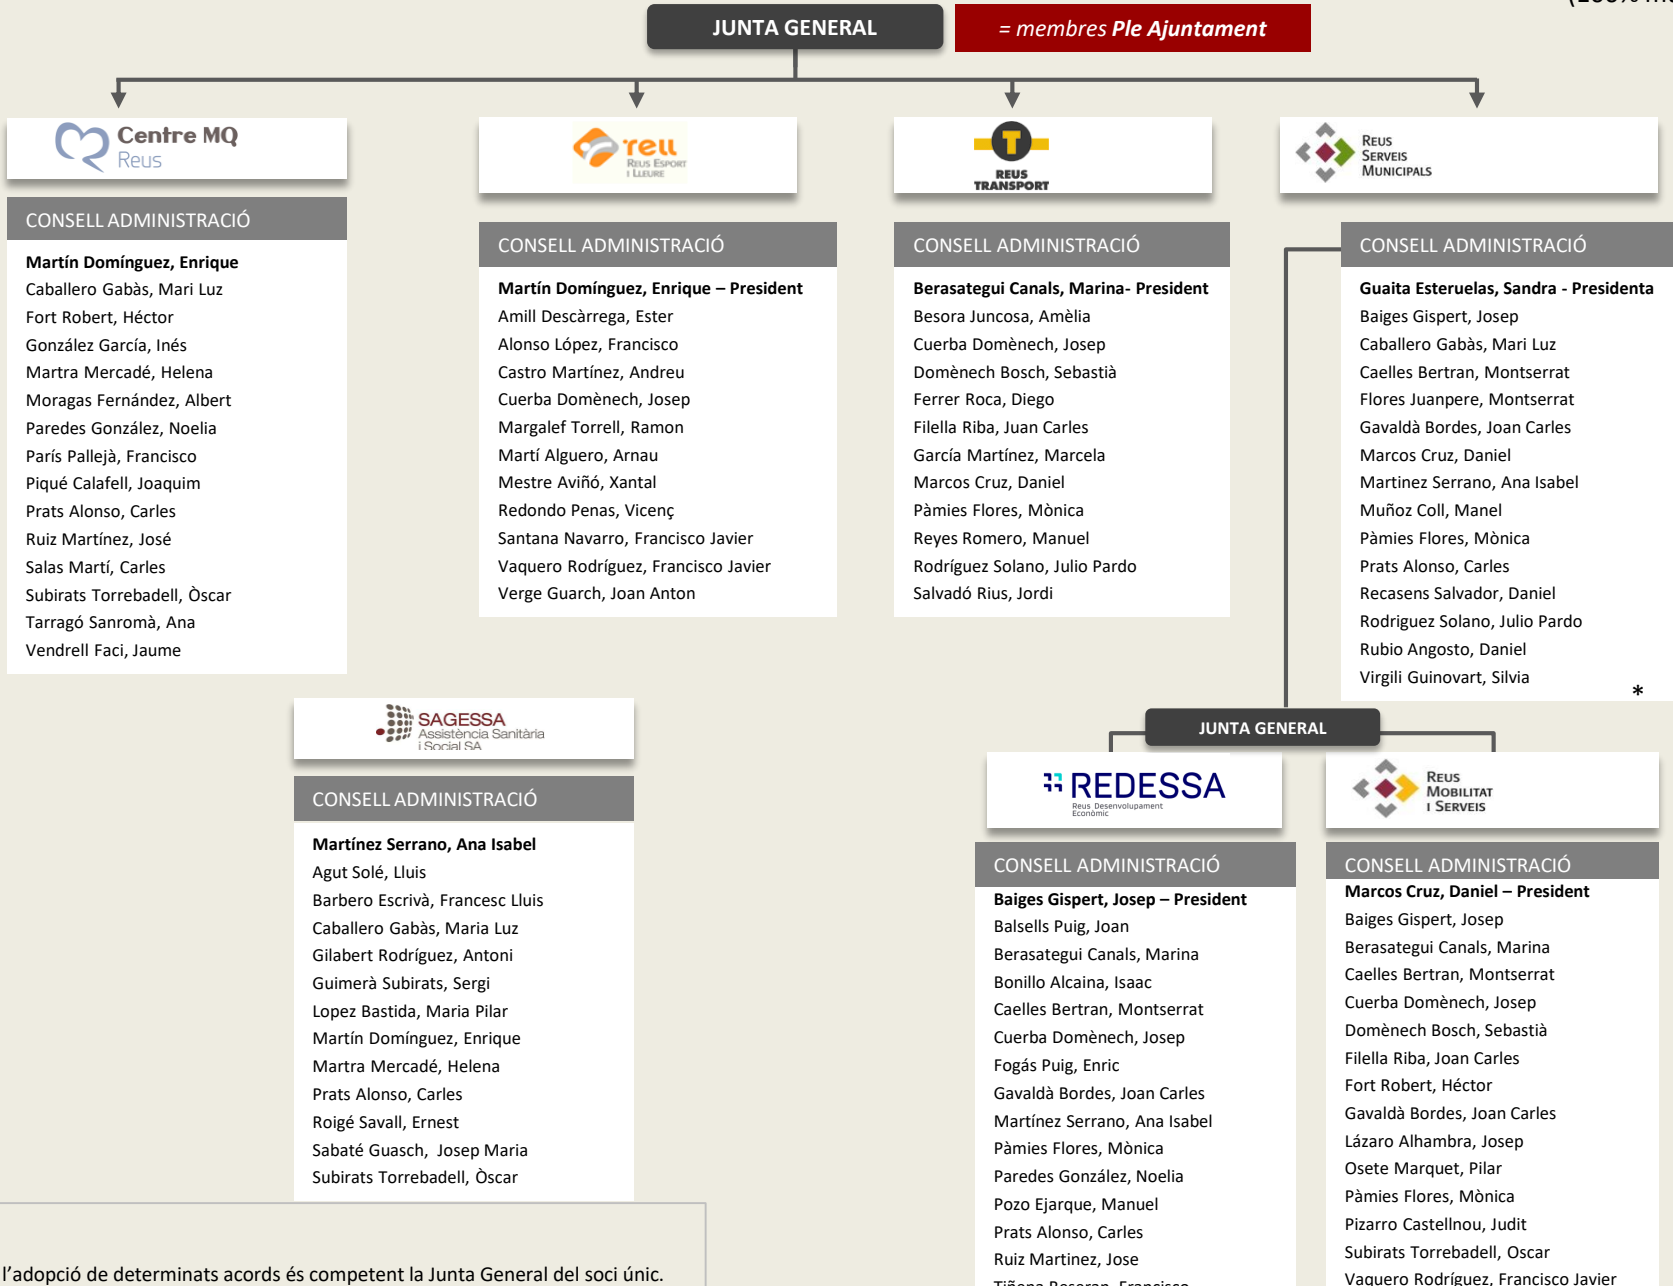 JUNTA GENERAL
= membres Ple Ajuntament
Centre MQ
Reus
CONSELL ADMINISTRACIÓ
Martín Domínguez, Enrique
Caballero Gabàs, Mari Luz
Fort Robert, Héctor
González García, Inés
Martra Mercadé, Helena
Moragas Fernández, Albert
Paredes González, Noelia
París Pallejà, Francisco
Piqué Calafell, Joaquim
Prats Alonso, Carles
Ruiz Martínez, José
Salas Martí, Carles
Subirats Torrebadell, Òscar
Tarragó Sanromà, Ana
Vendrell Faci, Jaume
rell
REUS ESPORT
I LLEURE
CONSELL ADMINISTRACIÓ
Martín Domínguez, Enrique – President
Amill Descàrrega, Ester
Alonso López, Francisco
Castro Martínez, Andreu
Cuerba Domènech, Josep
Margalef Torrell, Ramon
Martí Alguero, Arnau
Mestre Aviñó, Xantal
Redondo Penas, Vicenç
Santana Navarro, Francisco Javier
Vaquero Rodríguez, Francisco Javier
Verge Guarch, Joan Anton
T
REUS
TRANSPORT
CONSELL ADMINISTRACIÓ
Berasategui Canals, Marina- President
Besora Juncosa, Amèlia
Cuerba Domènech, Josep
Domènech Bosch, Sebastià
Ferrer Roca, Diego
Filella Riba, Juan Carles
García Martínez, Marcela
Marcos Cruz, Daniel
Pàmies Flores, Mònica
Reyes Romero, Manuel
Rodríguez Solano, Julio Pardo
Salvadó Rius, Jordi
REUS
SERVEIS
MUNICIPALS
CONSELL ADMINISTRACIÓ
Guaita Esteruelas, Sandra - Presidenta
Baiges Gispert, Josep
Caballero Gabàs, Mari Luz
Caelles Bertran, Montserrat
Flores Juanpere, Montserrat
Gavaldà Bordes, Joan Carles
Marcos Cruz, Daniel
Martinez Serrano, Ana Isabel
Muñoz Coll, Manel
Pàmies Flores, Mònica
Prats Alonso, Carles
Recasens Salvador, Daniel
Rodriguez Solano, Julio Pardo
Rubio Angosto, Daniel
Virgili Guinovart, Silvia
*
SAGESSA
Assistència Sanitària
i Social SA
CONSELL ADMINISTRACIÓ
Martínez Serrano, Ana Isabel
Agut Solé, Lluis
Barbero Escrivà, Francesc Lluis
Caballero Gabàs, Maria Luz
Gilabert Rodríguez, Antoni
Guimerà Subirats, Sergi
Lopez Bastida, Maria Pilar
Martín Domínguez, Enrique
Martra Mercadé, Helena
Prats Alonso, Carles
Roigé Savall, Ernest
Sabaté Guasch, Josep Maria
Subirats Torrebadell, Òscar
JUNTA GENERAL
REDESSA
Reus Desenvolupament
Econòmic
CONSELL ADMINISTRACIÓ
Baiges Gispert, Josep – President
Balsells Puig, Joan
Berasategui Canals, Marina
Bonillo Alcaina, Isaac
Caelles Bertran, Montserrat
Cuerba Domènech, Josep
Fogás Puig, Enric
Gavaldà Bordes, Joan Carles
Martínez Serrano, Ana Isabel
Pàmies Flores, Mònica
Paredes González, Noelia
Pozo Ejarque, Manuel
Prats Alonso, Carles
Ruiz Martinez, Jose
REUS
MOBILITAT
I SERVEIS
CONSELL ADMINISTRACIÓ
Marcos Cruz, Daniel – President
Baiges Gispert, Josep
Berasategui Canals, Marina
Caelles Bertran, Montserrat
Cuerba Domènech, Josep
Domènech Bosch, Sebastià
Filella Riba, Joan Carles
Fort Robert, Héctor
Gavaldà Bordes, Joan Carles
Lázaro Alhambra, Josep
Osete Marquet, Pilar
Pàmies Flores, Mònica
Pizarro Castellnou, Judit
Subirats Torrebadell, Oscar
Vaquero Rodríguez, Francisco Javier
l'adopció de determinats acords és competent la Junta General del soci únic.